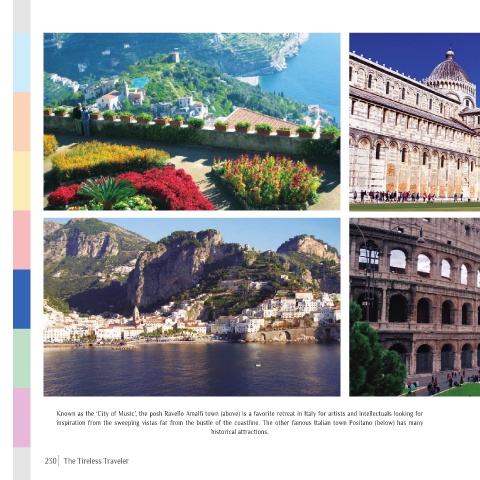 Known as the 'City of Music', the posh Ravello Amalfi town (above) is a favorite retreat in Italy for artists and intellectuals looking for
inspiration from the sweeping vistas far from the bustle of the coastline. The other famous Italian town Positano (below) has many
historical attractions.
230| The Tireless Traveler